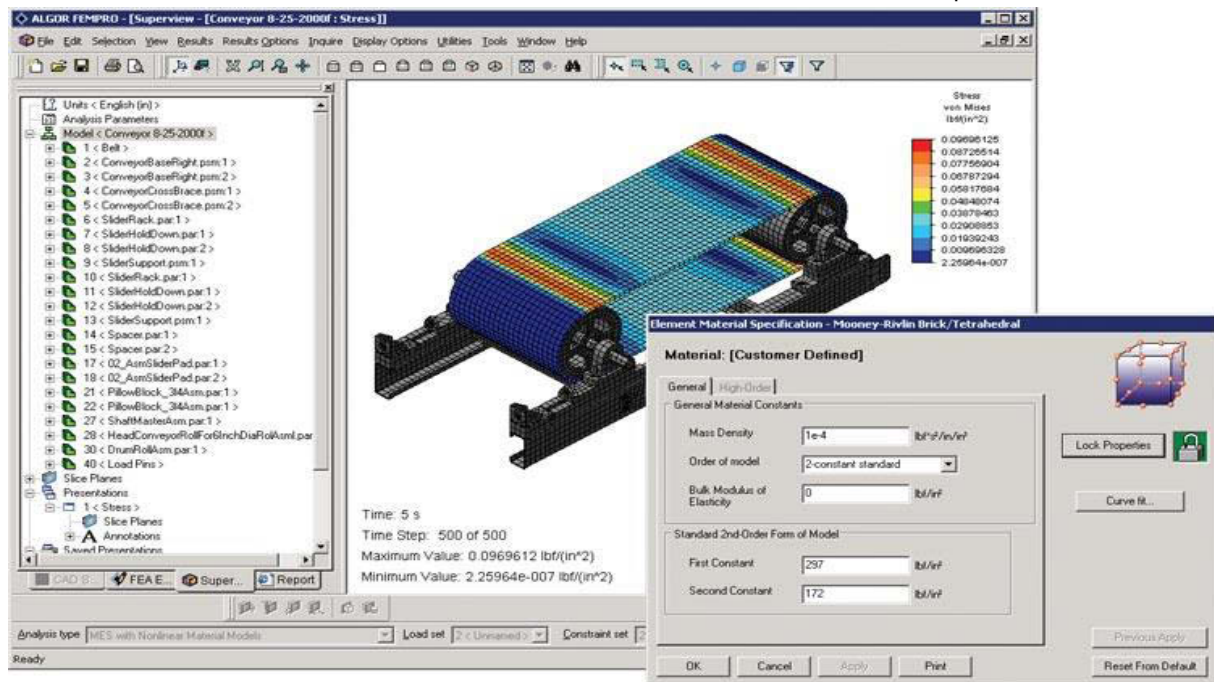 ALGOR FEMPRO - [Superview - [Conveyor 8-25-2000f : Stress]]
File Edit Selection View Results Results Options Inquire Display Options Utilities Tools Window Help
Units < English (in) >
Analysis Parameters
Model < Conveyor 8-25-2000f >
1 < Belt >
2 < ConveyorBaseRight.psm:1 >
3 < ConveyorBaseRight.psm:2 >
4 < ConveyorCrossBrace.psm:1 >
5 < ConveyorCrossBrace.psm:2 >
6 < SliderRack.par:1 >
7 < SliderHoldDown.par:1 >
8 < SliderHoldDown.par:2 >
9 < SliderSupport.psm:1 >
10 < SliderRack.par:1 >
11 < SliderHoldDown.par:1 >
12 < SliderHoldDown.par:2 >
13 < SliderSupport.psm:1 >
14 < Spacer.par:1 >
15 < Spacer.par:2 >
17 < 02_AsmSliderPad.par:1 >
18 < 02_AsmSliderPad.par:2 >
21 < PillowBlock_3l4Asm.par:1 >
22 < PillowBlock_3l4Asm.par:2 >
27 < ShaftMasterAsm.par:1 >
28 < HeadConveyorRollFor6InchDiaRolAsml.par
30 < DrumRollAsm.par:1 >
40 < Load Pins >
Slice Planes
Presentations
1 < Stress >
Slice Planes
Annotations
Saved Presentations
CAD S...
FEA E...
Super...
Report
Stress
von Mises
lbf/(in^2)
0.09696125
0.08726514
0.07756904
0.06787294
0.05817684
0.04848074
0.03878463
0.02908853
0.01939243
0.009696328
2.25964e-007
Time: 5 s
Time Step: 500 of 500
Maximum Value: 0.0969612 lbf/(in^2)
Minimum Value: 2.25964e-007 lbf/(in^2)
Analysis type MES with Nonlinear Material Models Load set 2 < Unnamed > Constraint set 2
Ready
Element Material Specification - Mooney-Rivlin Brick/Tetrahedral
Material: [Customer Defined]
General High-Order
General Material Constants
Mass Density 1e-4 lbf*s²/in/in³
Order of model 2-constant standard
Bulk Modulus of Elasticity 0 lbf/in²
Standard 2nd-Order Form of Model
First Constant 297 lbf/in²
Second Constant 172 lbf/in²
Lock Properties
Curve fit...
Previous Apply
OK Cancel Apply Print Reset From Default